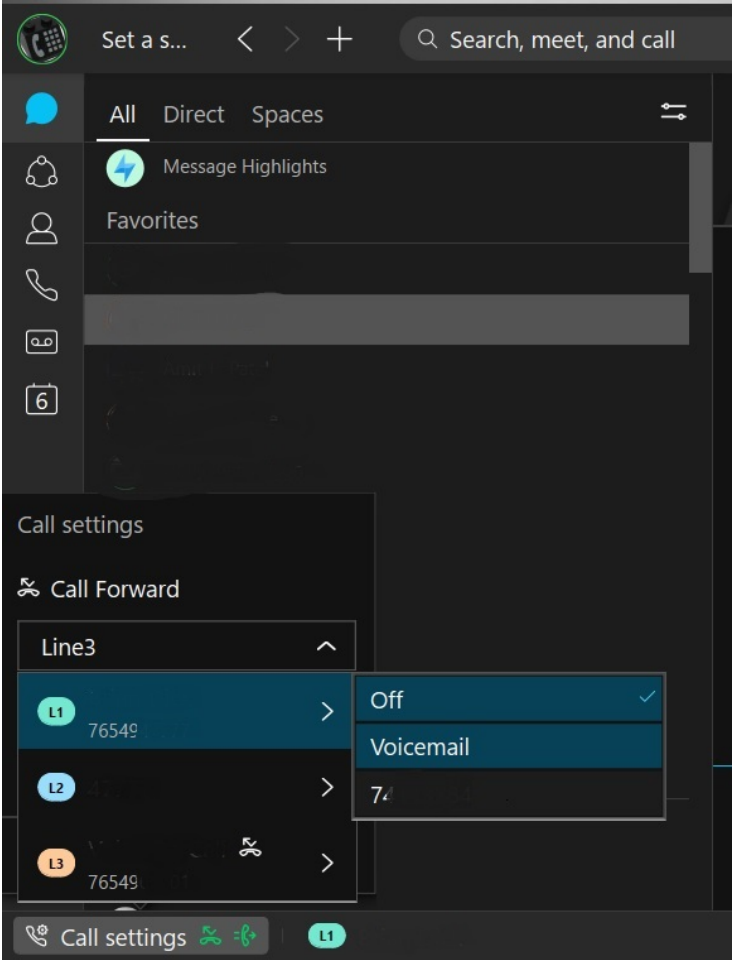 Set a s...
Search, meet, and call
All Direct Spaces
Message Highlights
Favorites
6
Call settings
Call Forward
Line3
L1
76549
Off
Voicemail
74
L2
L3
76549
Call settings
L1